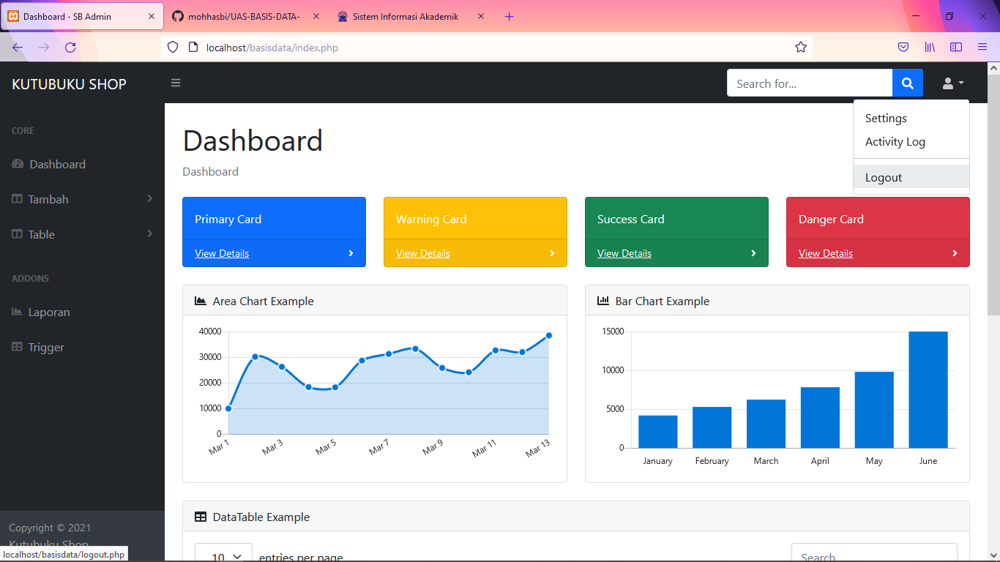 Dashboard - SB Admin
mohhasbi/UAS-BASIS-DATA-
Sistem Informasi Akademik
localhost/basisdata/index.php
KUTUBUKU SHOP
Search for...
Settings
Activity Log
Logout
CORE
Dashboard
Tambah
Table
ADDONS
Laporan
Trigger
Copyright © 2021
Kutubuku Shop
localhost/basisdata/logout.php
Dashboard
Dashboard
Primary Card
View Details
Warning Card
View Details
Success Card
View Details
Danger Card
View Details
Area Chart Example
40000
30000
20000
10000
0
Mar 1 Mar 3 Mar 5 Mar 7 Mar 9 Mar 11 Mar 13
Bar Chart Example
15000
10000
5000
0
January February March April May June
DataTable Example
10 entries per page
Search...